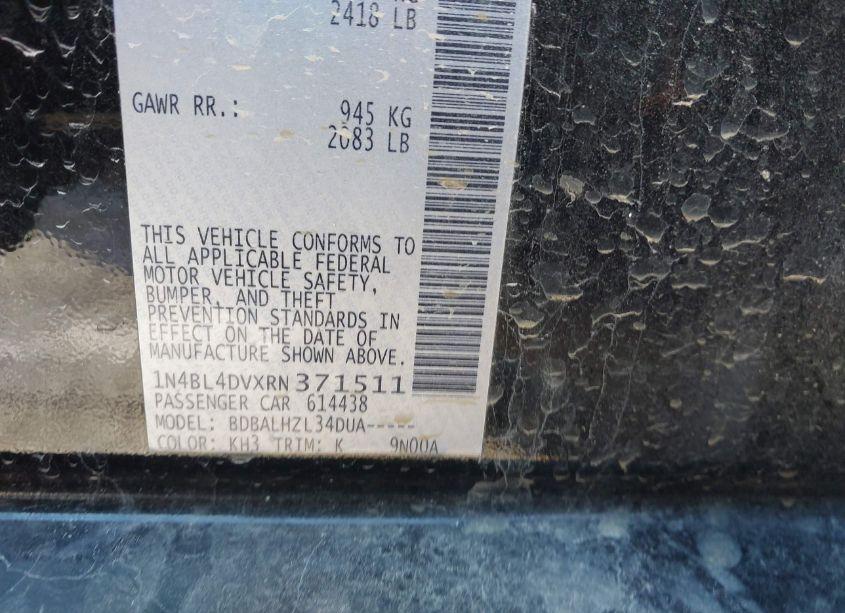 2418 LB
GAWR RR.: 945 KG
2083 LB
THIS VEHICLE CONFORMS TO
ALL APPLICABLE FEDERAL
MOTOR VEHICLE SAFETY,
BUMPER, AND THEFT
PREVENTION STANDARDS IN
EFFECT ON THE DATE OF
MANUFACTURE SHOWN ABOVE.
1N4BL4DVXRN371511
PASSENGER CAR 614438
MODEL: BDBALHZL34DUA-----
COLOR: KH3 TRIM: K 9N00A